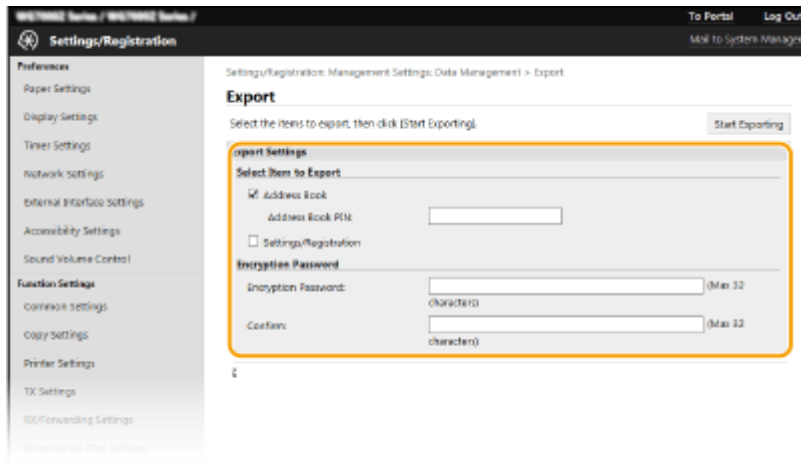 To Portal Log Out
Settings/Registration
Mail to System Manager
Preferences
Paper Settings
Display Settings
Timer Settings
Network Settings
External Interface Settings
Accessibility Settings
Sound Volume Control
Function Settings
Common Settings
Copy Settings
Printer Settings
TX Settings
RX/Forwarding Settings
Settings/Registration: Management Settings: Data Management > Export
Export
Select the items to export, then click [Start Exporting].
Start Exporting
Export Settings
Select Item to Export
Address Book
Address Book PIN:
Settings/Registration
Encryption Password
Encryption Password:
(Max 32
characters)
Confirm:
(Max 32
characters)